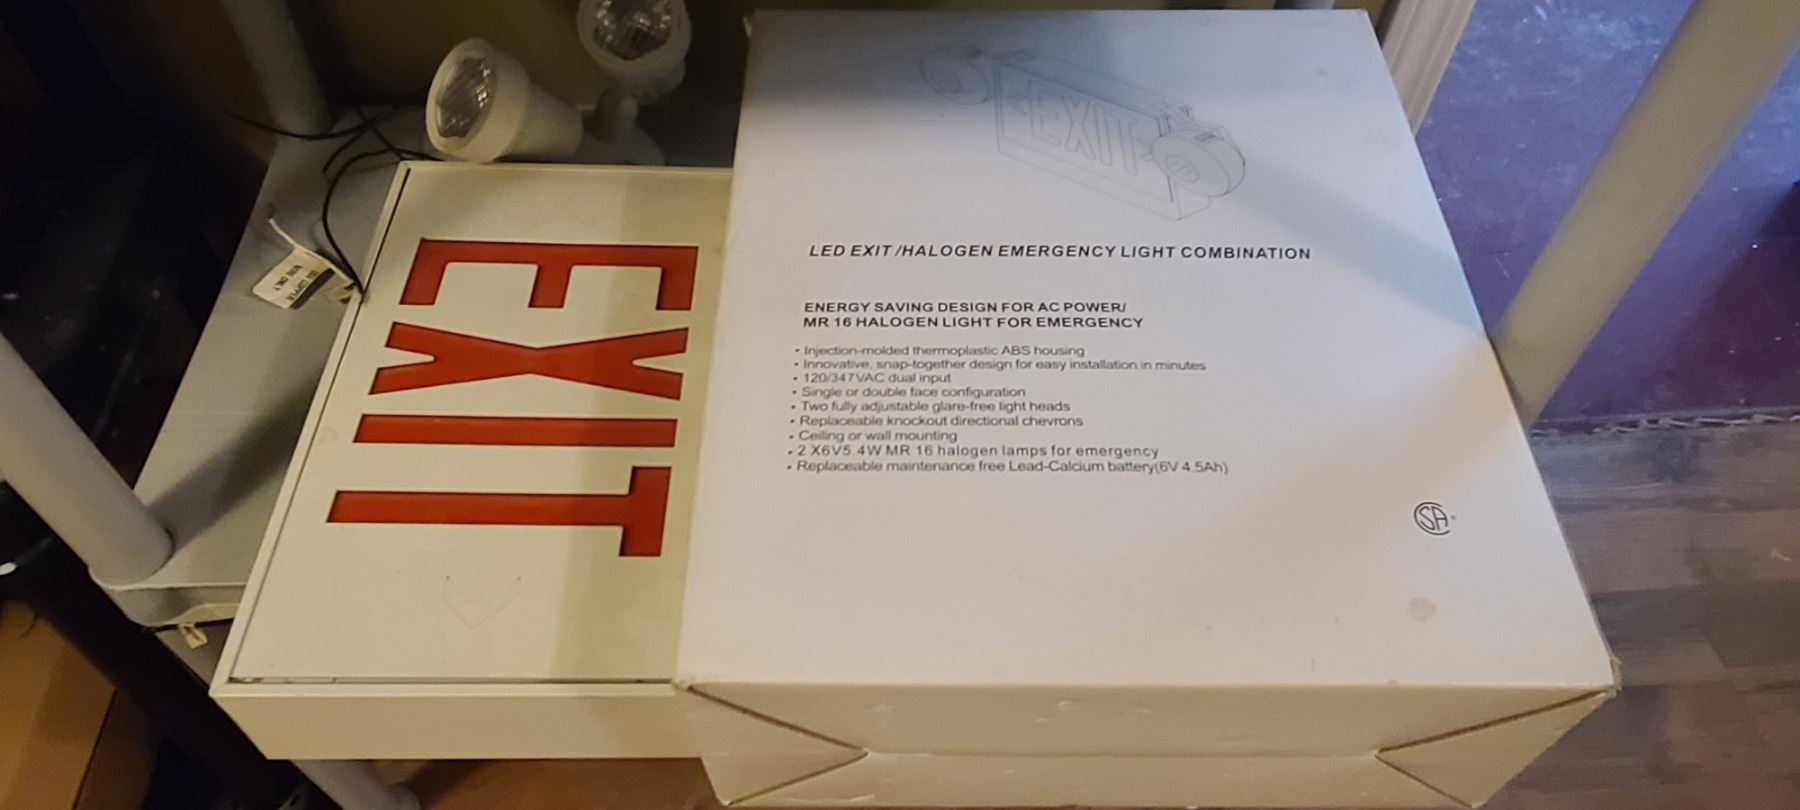 EXIT
USE COPPER
WIRE ONLY
EXIT
LED EXIT/HALOGEN EMERGENCY LIGHT COMBINATION
ENERGY SAVING DESIGN FOR AC POWER/
MR 16 HALOGEN LIGHT FOR EMERGENCY
• Injection-molded thermoplastic ABS housing
• Innovative, snap-together design for easy installation in minutes
• 120/347VAC dual input
• Single or double face configuration
• Two fully adjustable glare-free light heads
• Replaceable knockout directional chevrons
• Ceiling or wall mounting
• 2 X6V5.4W MR 16 halogen lamps for emergency
• Replaceable maintenance free Lead-Calcium battery(6V 4.5Ah)
SA